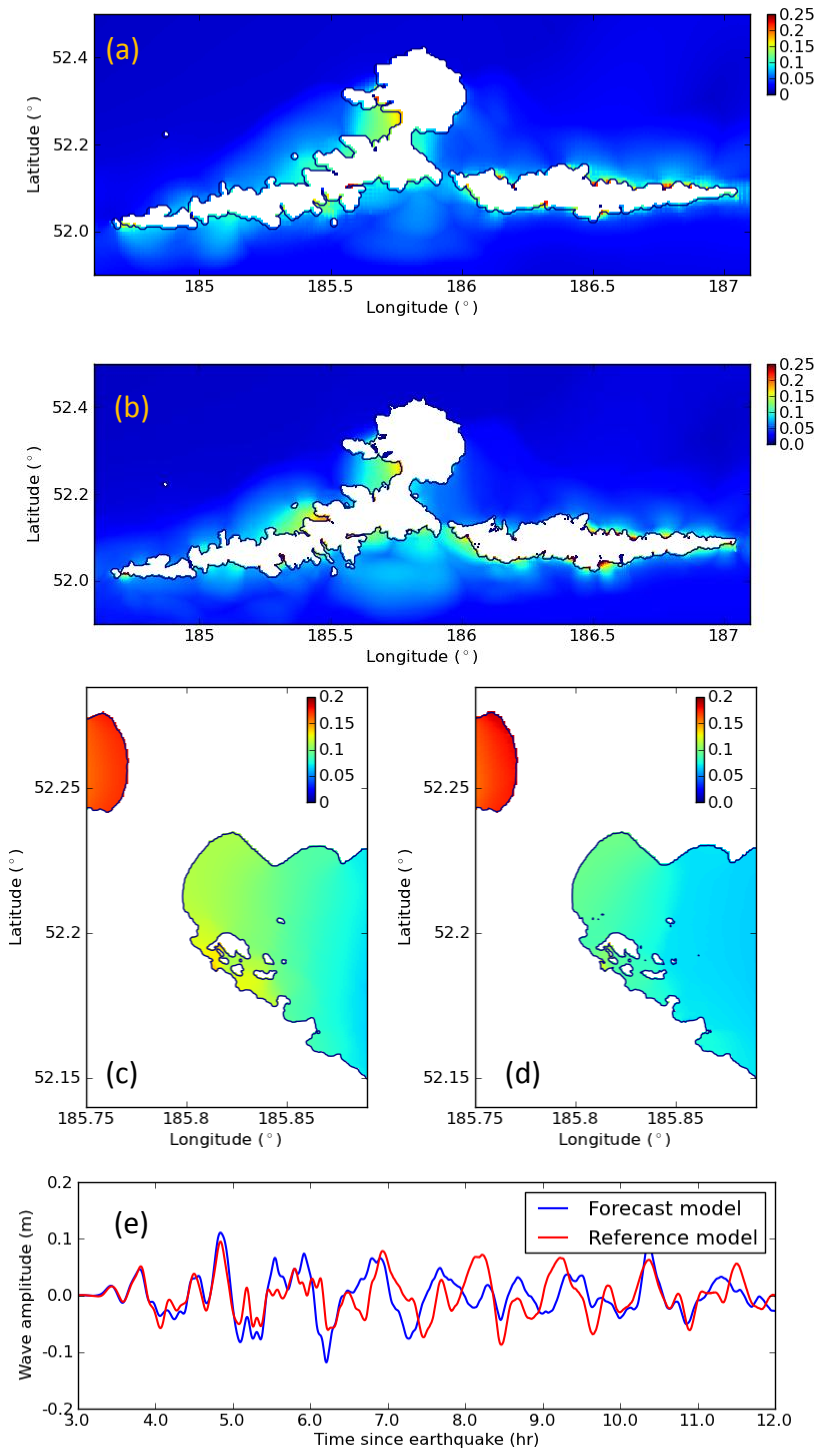 (a)
0.25
0.2
0.15
0.1
0.05
0
52.4
52.2
52.0
Latitude (°)
185 185.5 186 186.5 187
Longitude (°)
(b)
0.25
0.2
0.15
0.1
0.05
0.0
52.4
52.2
52.0
Latitude (°)
185 185.5 186 186.5 187
Longitude (°)
0.2
0.15
0.1
0.05
0
52.25
52.2
52.15
Latitude (°)
(c)
185.75 185.8 185.85
Longitude (°)
0.2
0.15
0.1
0.05
0
52.25
52.2
52.15
Latitude (°)
(d)
185.75 185.8 185.85
Longitude (°)
(e)
Forecast model
Reference model
0.2
0.1
0.0
-0.1
-0.2
Wave amplitude (m)
3.0 4.0 5.0 6.0 7.0 8.0 9.0 10.0 11.0 12.0
Time since earthquake (hr)